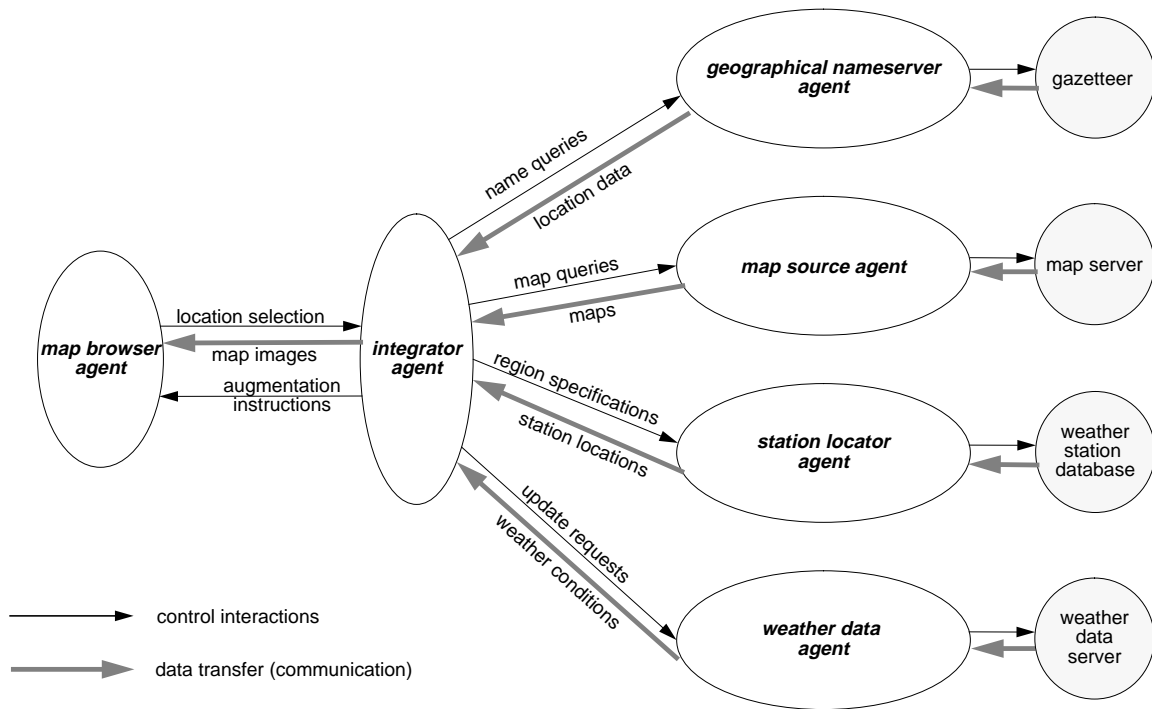 geographical nameserver
agent
gazetteer
name queries
location data
map source agent
map server
map queries
maps
location selection
map images
augmentation
instructions
map browser
agent
integrator
agent
region specifications
station locations
station locator
agent
weather
station
database
update requests
weather conditions
weather data
agent
weather
data
server
control interactions
data transfer (communication)